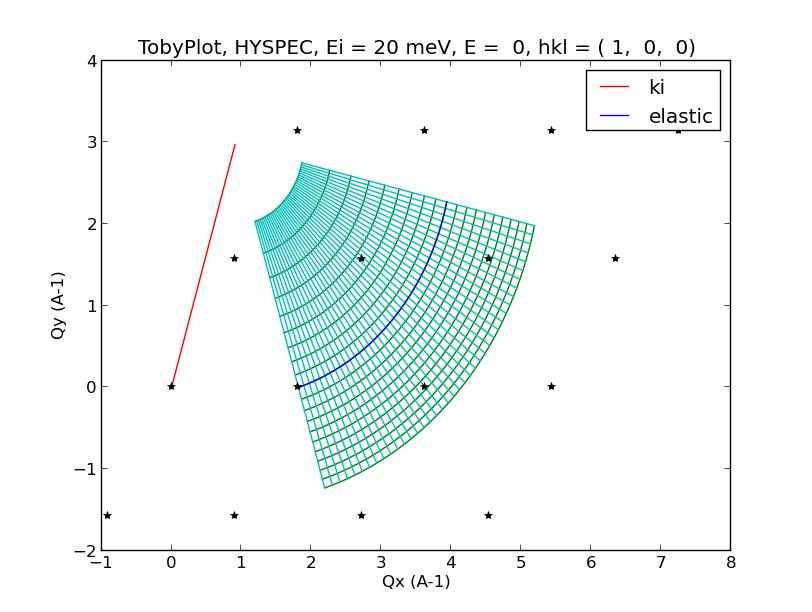 TobyPlot, HYSPEC, Ei = 20 meV, E =  0, hkl = ( 1,  0,  0)
ki
elastic
4
3
2
1
0
−1
−2
Qy (A-1)
−1 0 1 2 3 4 5 6 7 8
Qx (A-1)